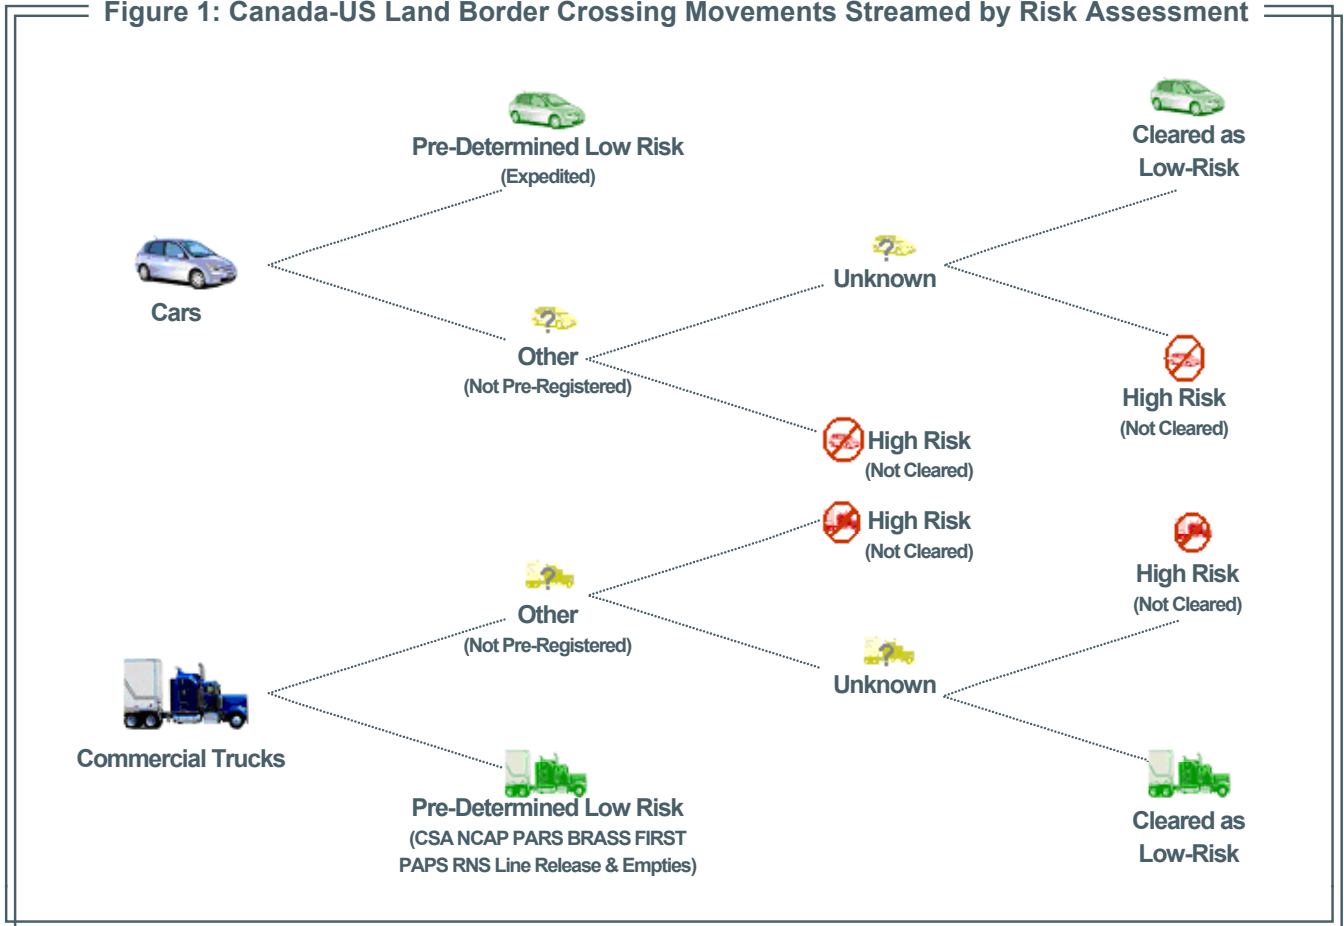 Figure 1: Canada-US Land Border Crossing Movements Streamed by Risk Assessment
Pre-Determined Low Risk
(Expedited)
Cleared as
Low-Risk
Cars
?
Unknown
?
Other
(Not Pre-Registered)
High Risk
(Not Cleared)
High Risk
(Not Cleared)
High Risk
(Not Cleared)
High Risk
(Not Cleared)
?
Other
(Not Pre-Registered)
?
Unknown
Commercial Trucks
Pre-Determined Low Risk
(CSA NCAP PARS BRASS FIRST
PAPS RNS Line Release & Empties)
Cleared as
Low-Risk